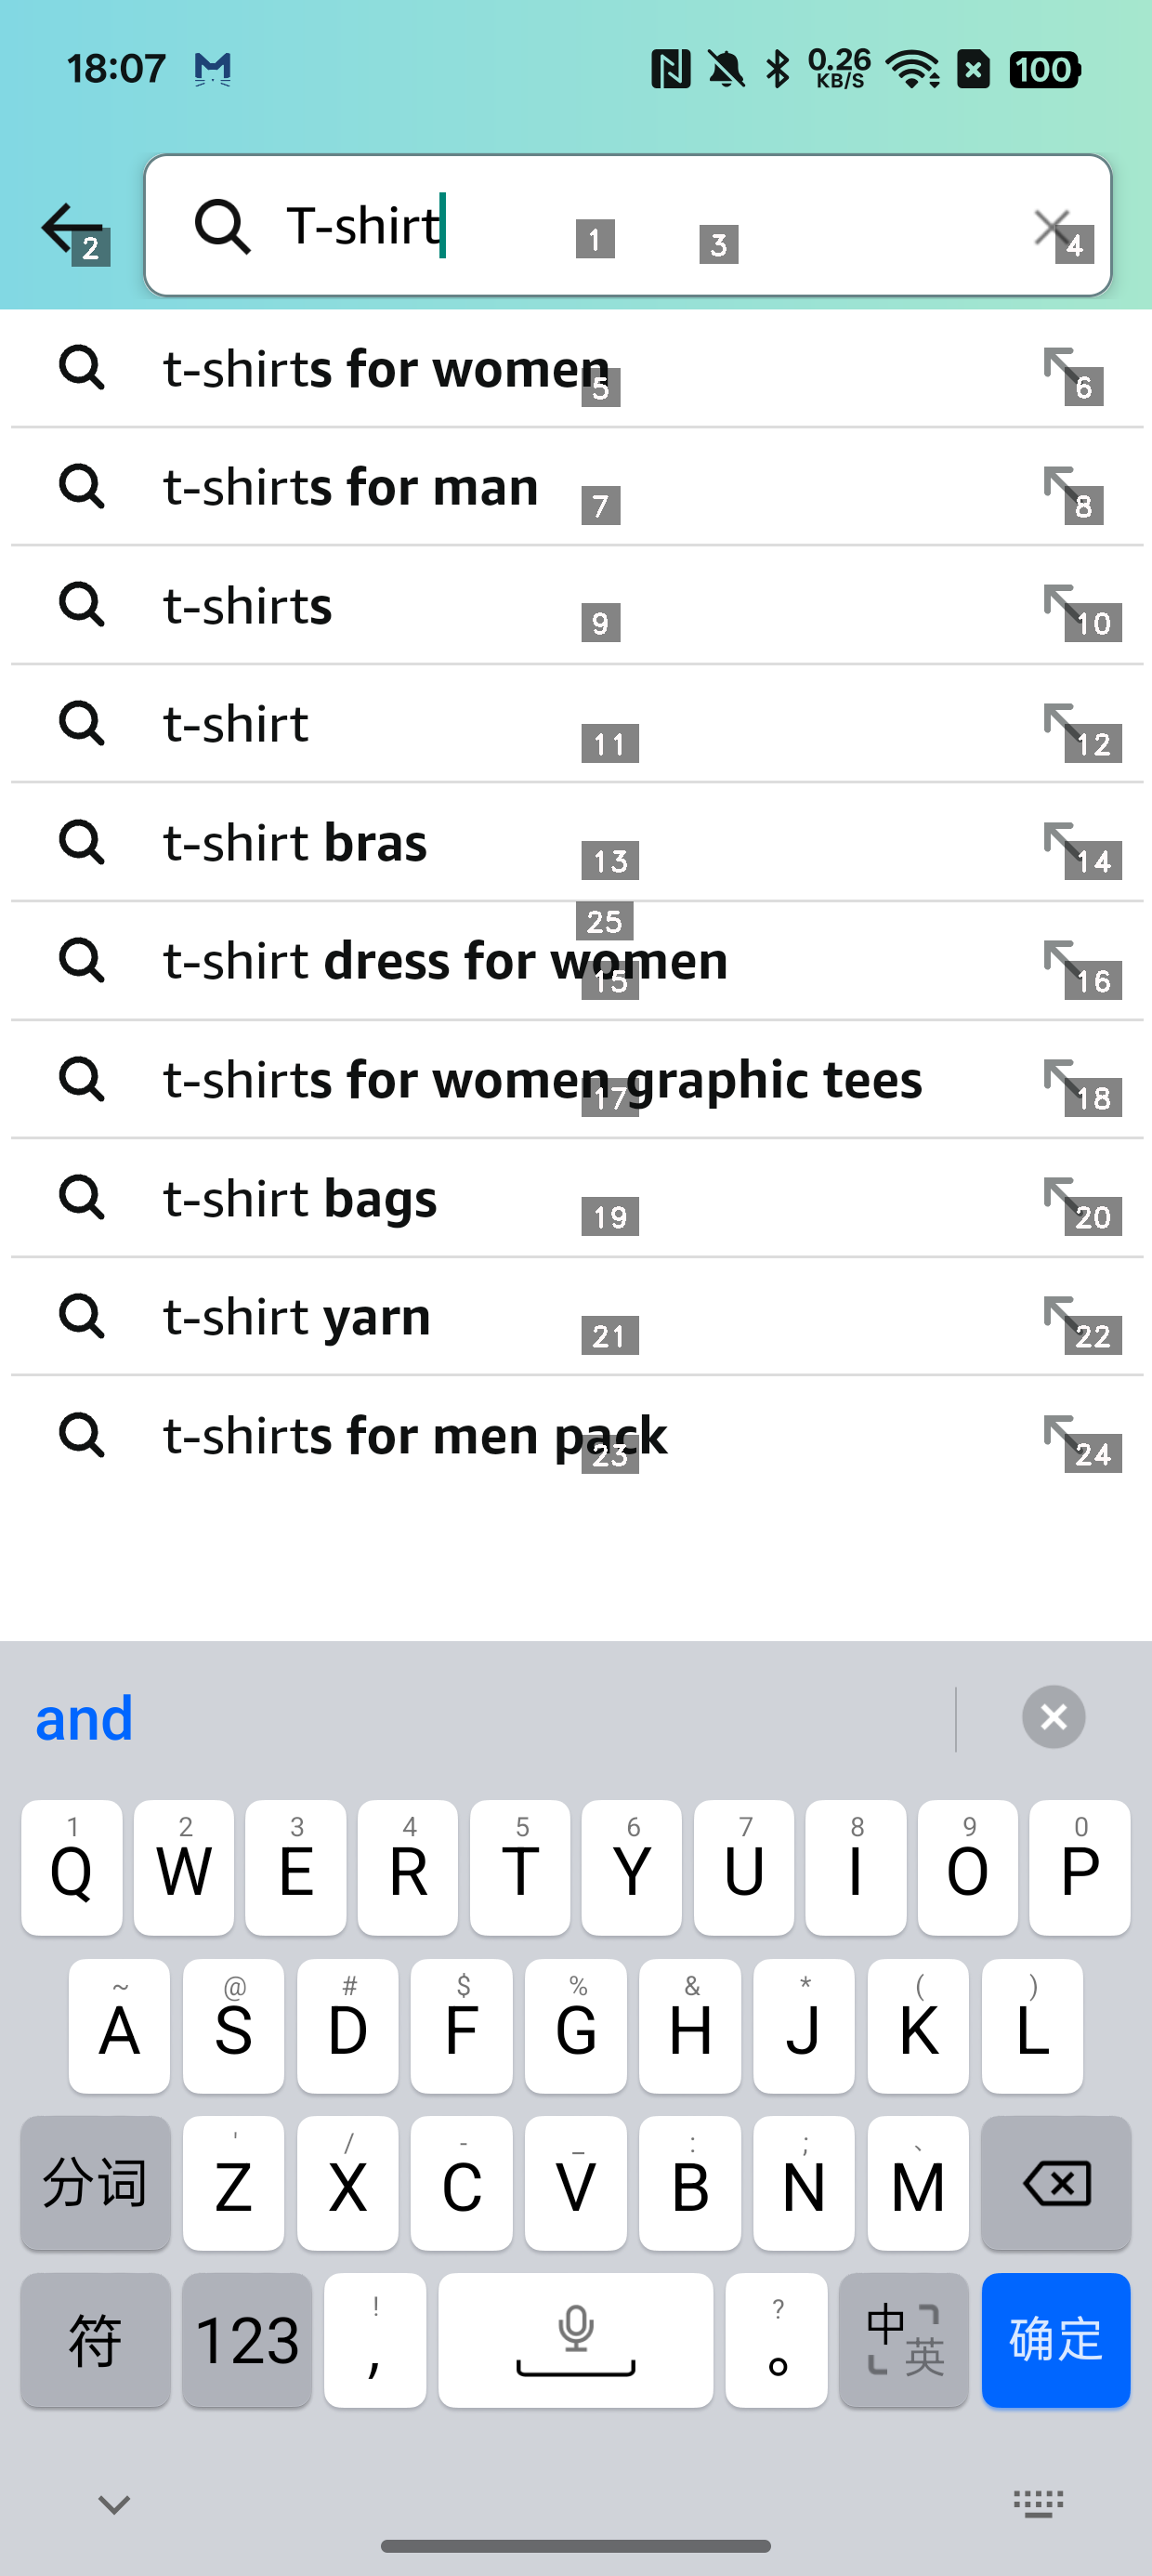 18:07 0.26 KB/S 100
2 T-shirt 1 3 4
t-shirts for women 5 6
t-shirts for man 7 8
t-shirts 9 10
t-shirt 11 12
t-shirt bras 13 14
25
t-shirt dress for women 15 16
t-shirts for women graphic tees 17 18
t-shirt bags 19 20
t-shirt yarn 21 22
t-shirts for men pack 23 24
and
1 2 3 4 5 6 7 8 9 0
Q W E R T Y U I O P
~ @ # $ % & * ( )
A S D F G H J K L
' / - _ : ; 、
分词 Z X C V B N M
! ?
符 123 , 。 中 英 确定